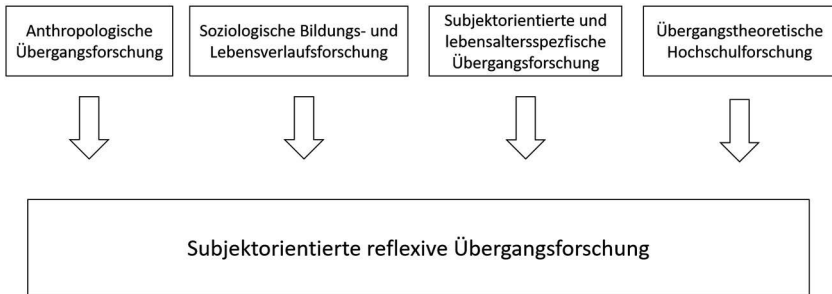 Anthropologische
Übergangsforschung
Soziologische Bildungs- und
Lebensverlaufsforschung
Subjektorientierte und
lebensaltersspezfische
Übergangsforschung
Übergangstheoretische
Hochschulforschung
Subjektorientierte reflexive Übergangsforschung